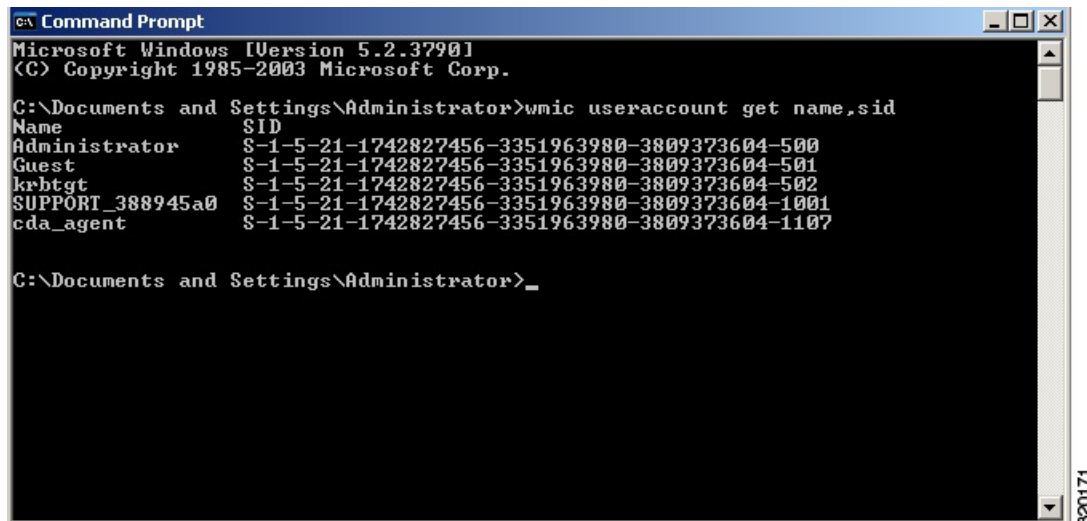 Command Prompt
Microsoft Windows [Version 5.2.3790]
(C) Copyright 1985-2003 Microsoft Corp.
C:\Documents and Settings\Administrator>wmic useraccount get name,sid
Name SID
Administrator S-1-5-21-1742827456-3351963980-3809373604-500
Guest S-1-5-21-1742827456-3351963980-3809373604-501
krbtgt S-1-5-21-1742827456-3351963980-3809373604-502
SUPPORT_388945a0 S-1-5-21-1742827456-3351963980-3809373604-1001
cda_agent S-1-5-21-1742827456-3351963980-3809373604-1107
C:\Documents and Settings\Administrator>_